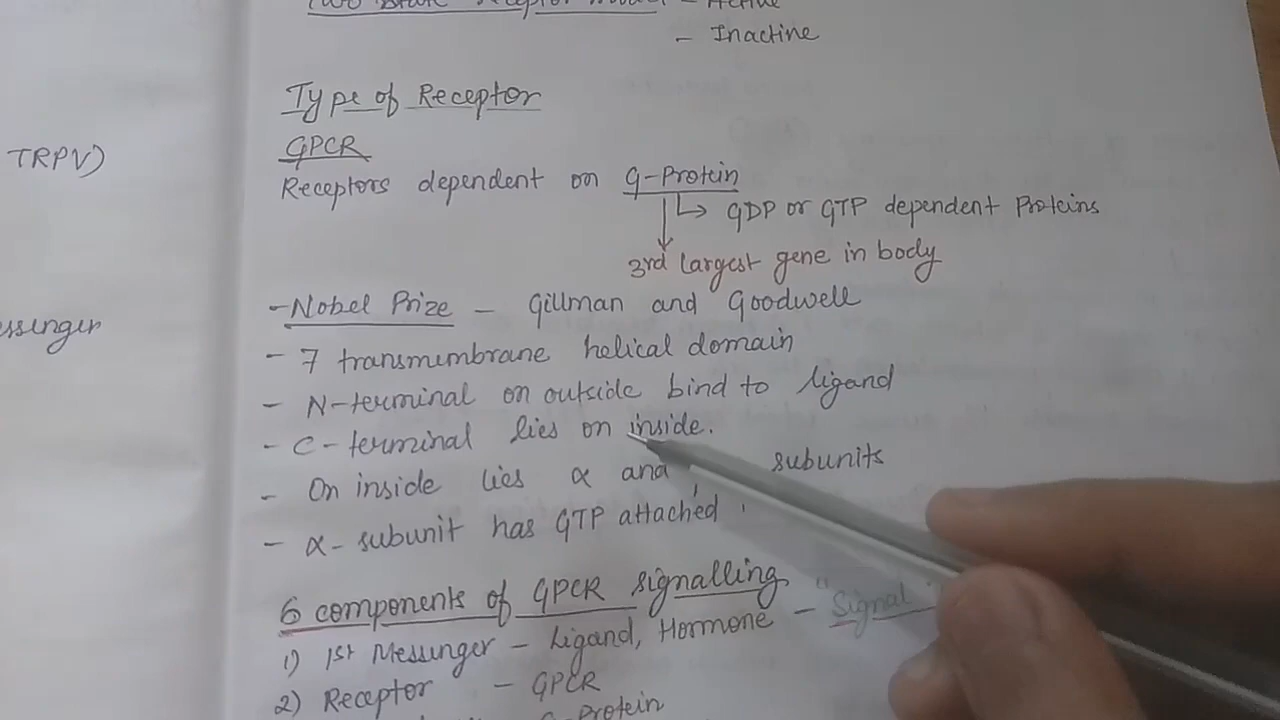 - Inactine
Type of Receptor
TRPV)
GPCR
Receptors dependent on G-Protein
GDP or GTP dependent Proteins
3rd largest gene in body
- Nobel Prize - Gillman and Goodwell
- 7 transmembrane helical domain
- N-terminal on outside bind to ligand
- C-terminal lies on inside.
- On inside lies α and subunits
- α-subunit has GTP attached
6 components of GPCR signalling
1) 1st Messunger - Ligand, Hormone - "Signal
2) Receptor - GPCR
G-Protein